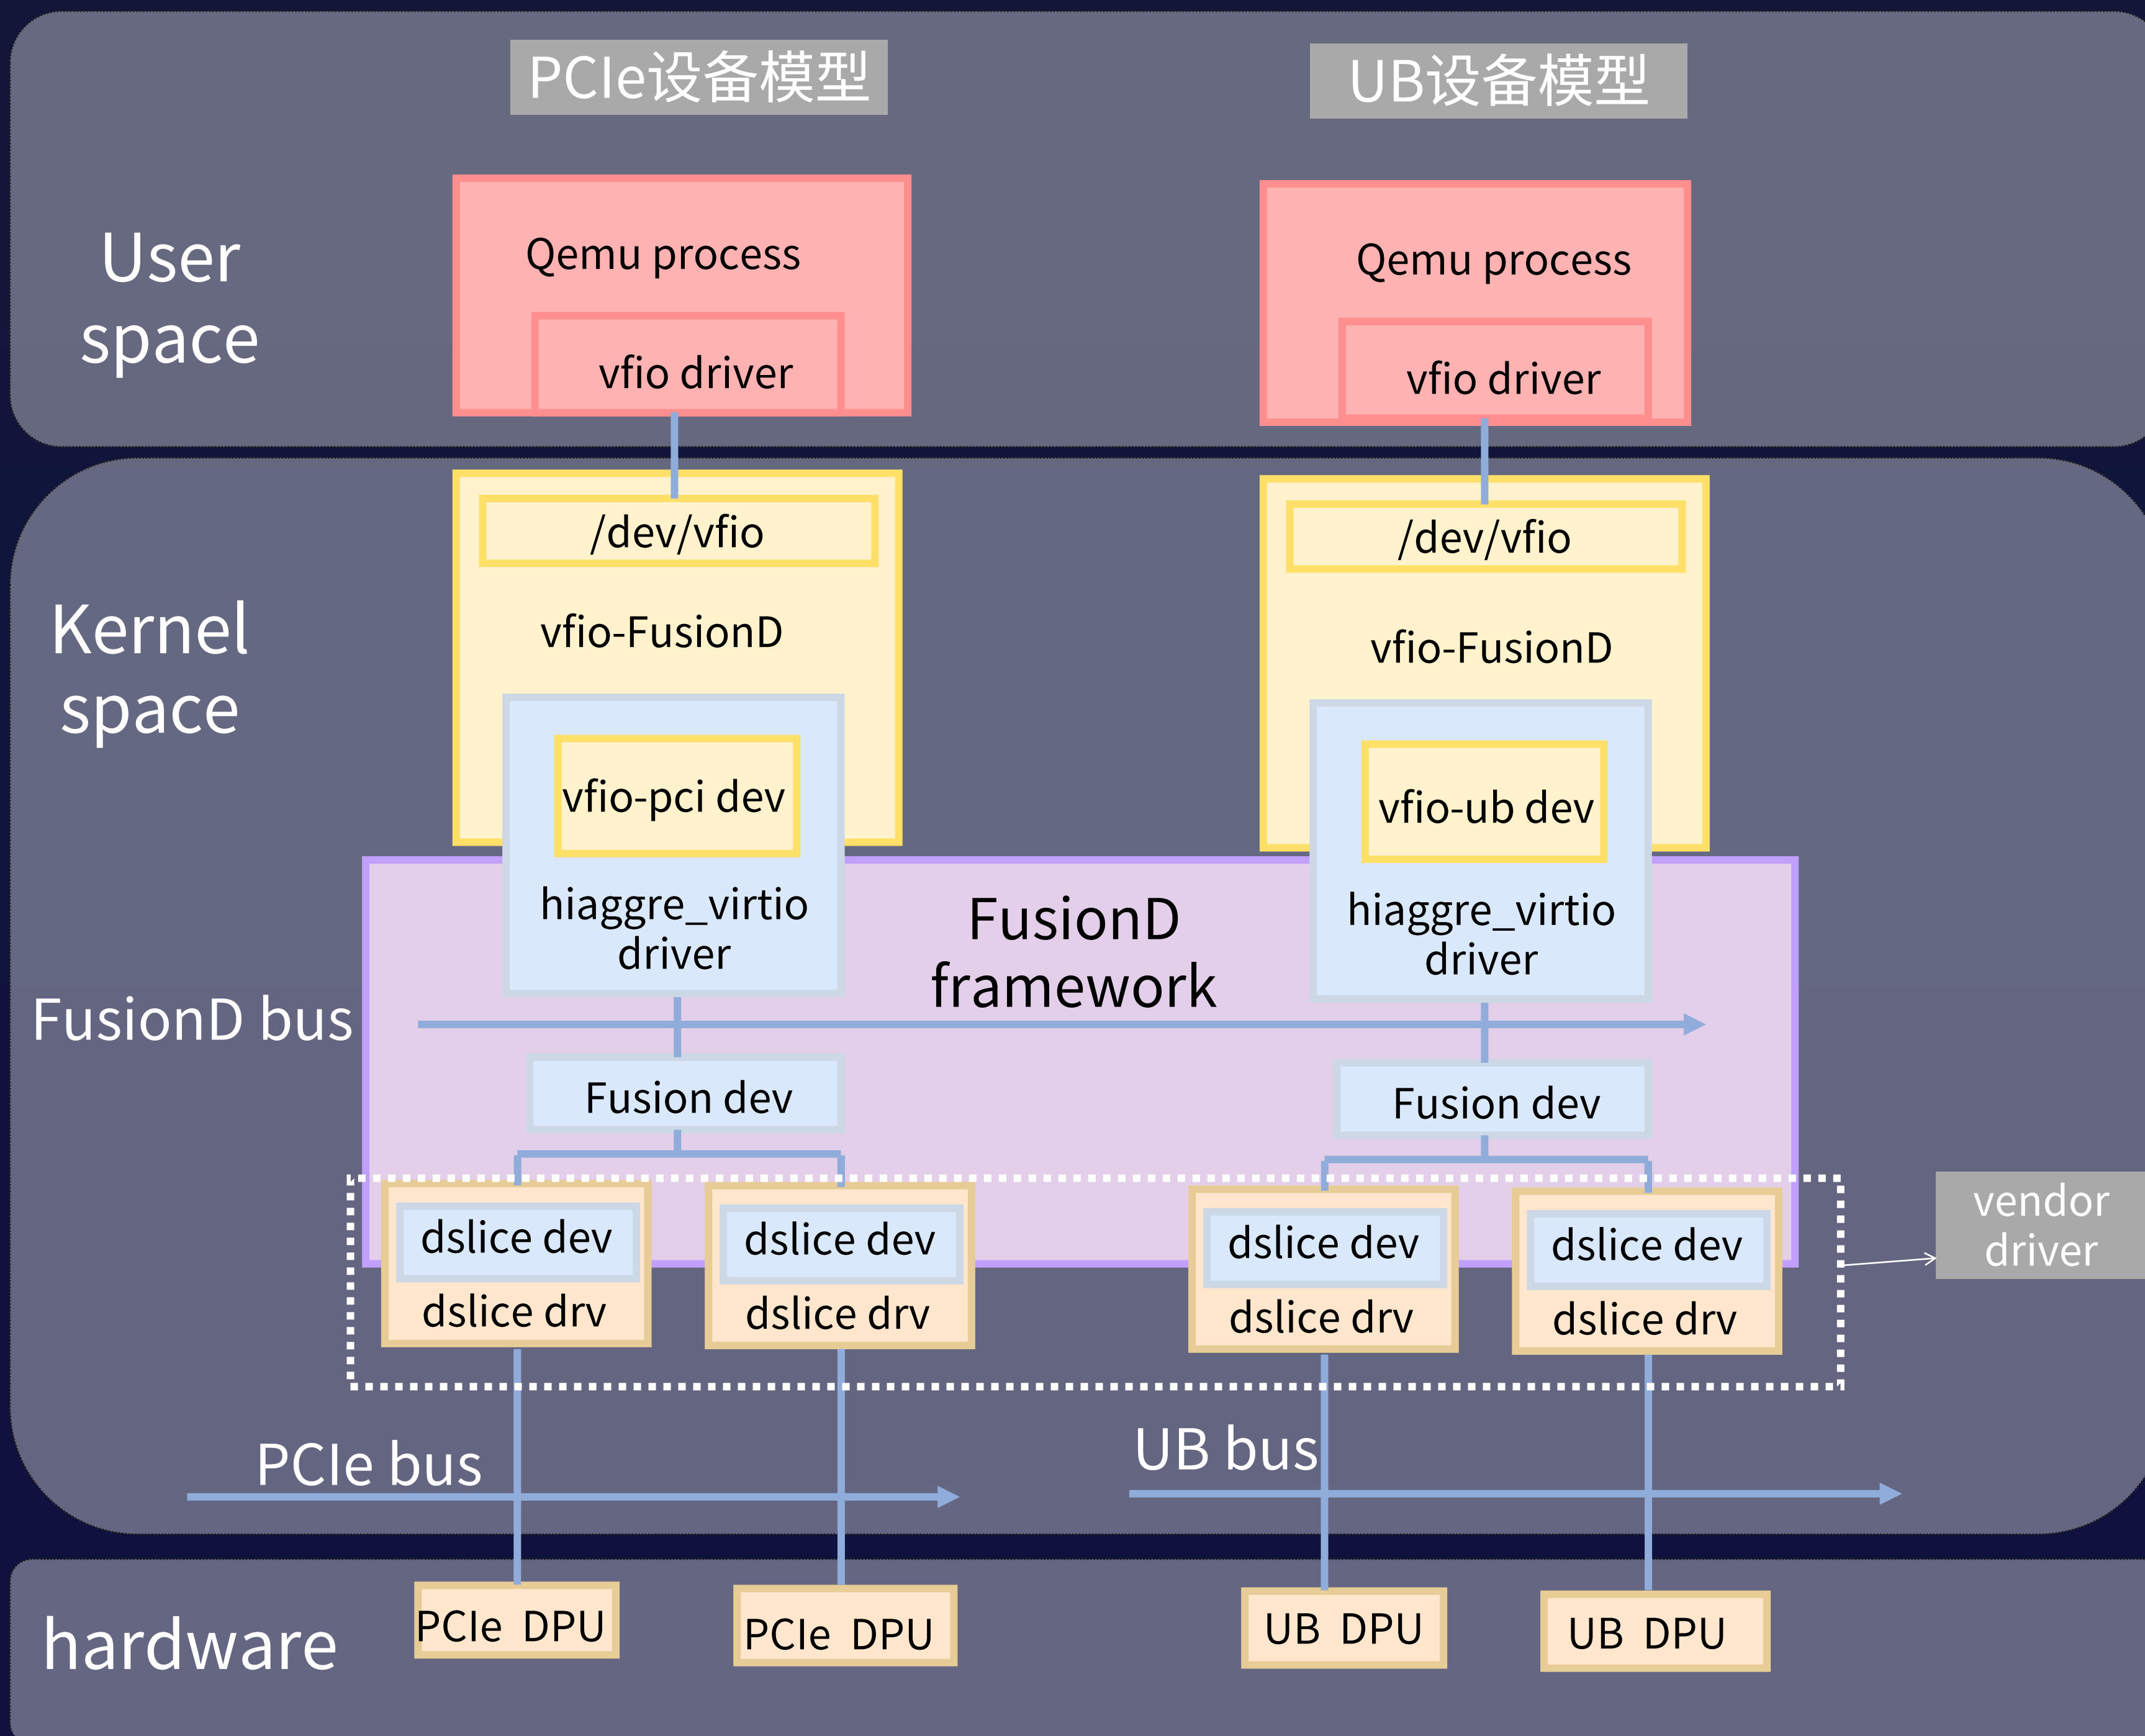 PCIe设备模型
UB设备模型
User
space
Qemu process
vfio driver
Qemu process
vfio driver
Kernel
space
/dev/vfio
vfio-FusionD
vfio-pci dev
hiaggre_virtio
driver
/dev/vfio
vfio-FusionD
vfio-ub dev
hiaggre_virtio
driver
FusionD
framework
FusionD bus
Fusion dev
Fusion dev
dslice dev
dslice drv
dslice dev
dslice drv
dslice dev
dslice drv
dslice dev
dslice drv
vendor
driver
PCIe bus
UB bus
hardware
PCIe DPU
PCIe DPU
UB DPU
UB DPU